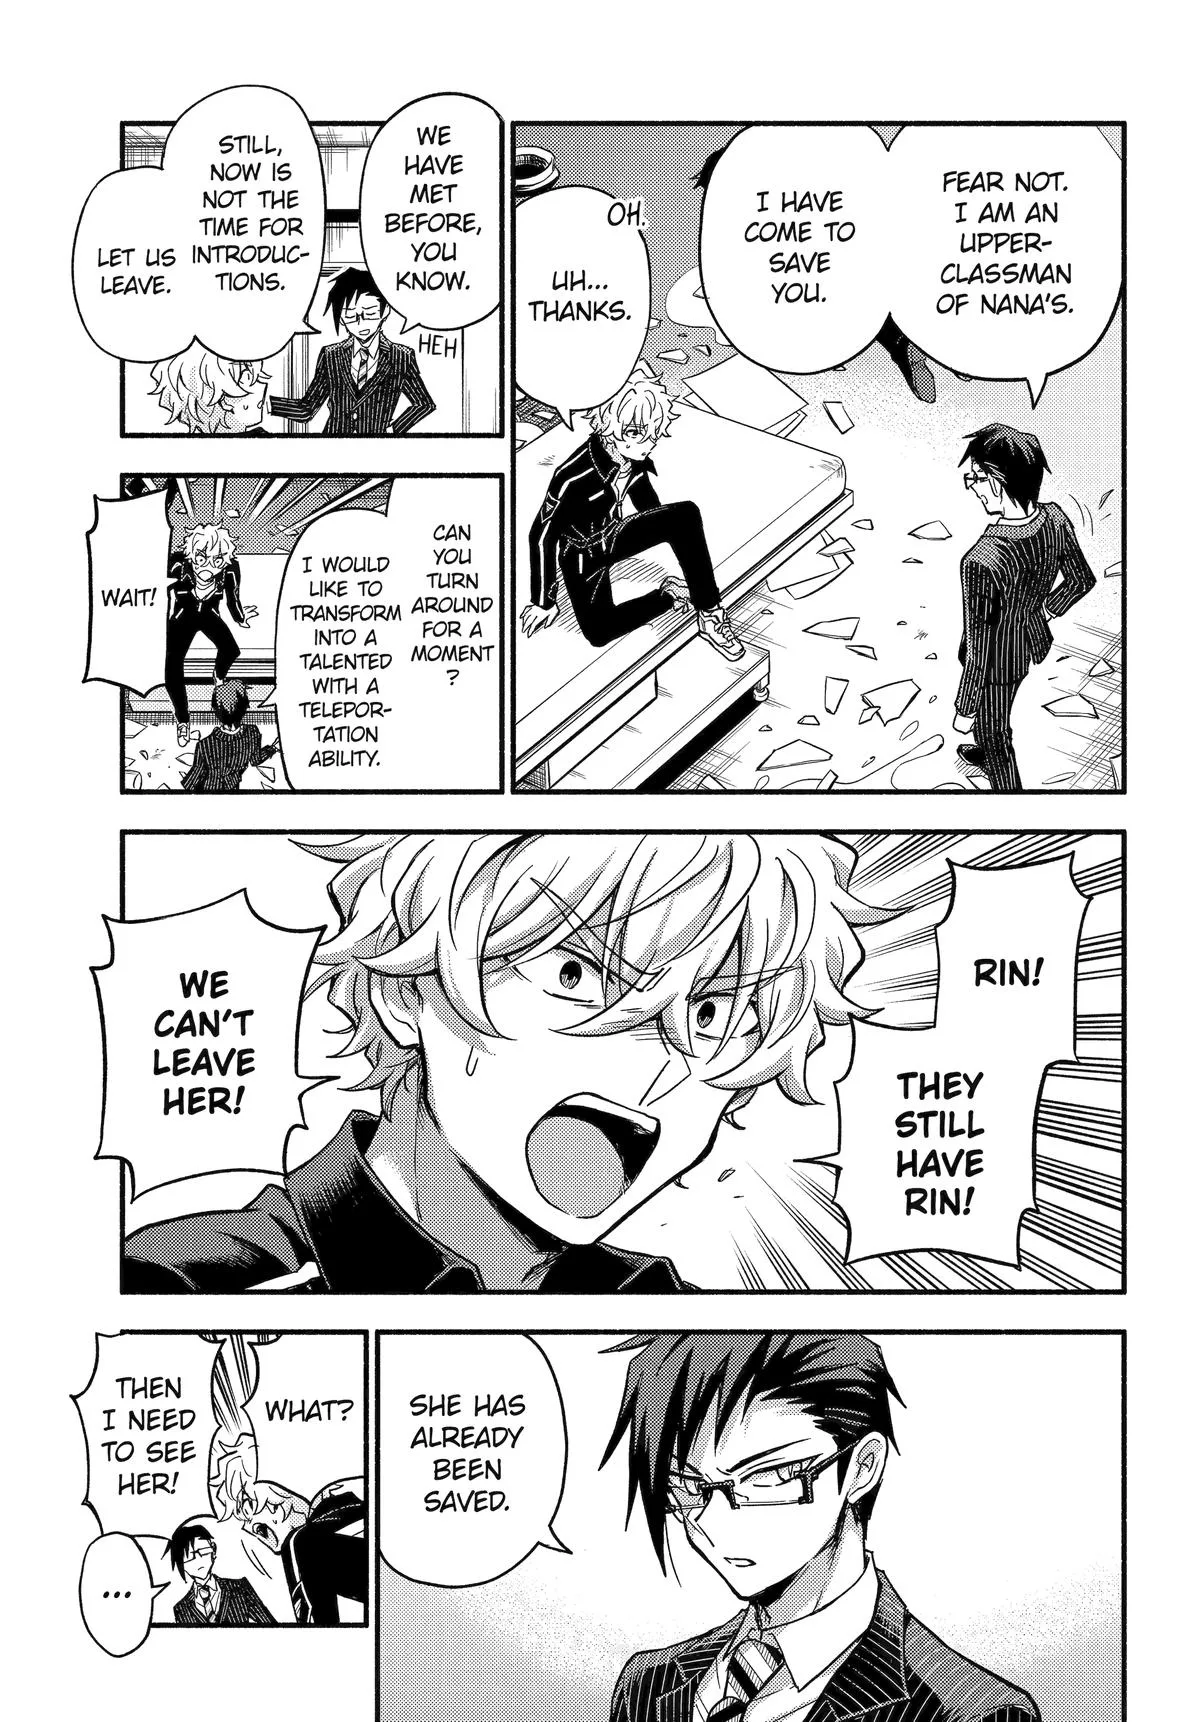 FEAR NOT.
I AM AN
UPPER-
CLASSMAN
OF NANA'S.
I HAVE
COME TO
SAVE
YOU.
OH.
UH...
THANKS.
WE
HAVE
MET
BEFORE,
YOU
KNOW.
HEH
STILL,
NOW IS
NOT THE
TIME FOR
INTRODUC-
TIONS.
LET US
LEAVE.
CAN
YOU
TURN
AROUND
FOR A
MOMENT
?
I WOULD
LIKE TO
TRANSFORM
INTO A
TALENTED
WITH A
TELEPOR-
TATION
ABILITY.
WAIT!
RIN!
THEY
STILL
HAVE
RIN!
WE
CAN'T
LEAVE
HER!
SHE HAS
ALREADY
BEEN
SAVED.
WHAT?
THEN
I NEED
TO SEE
HER!
...